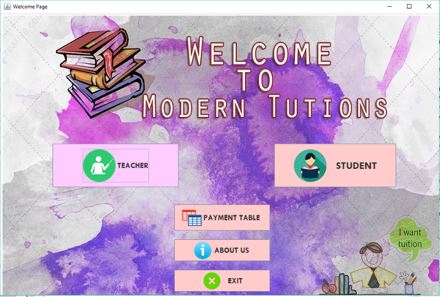 Welcome Page
WELCOME
TO
MODERN TUTIONS
TEACHER
STUDENT
PAYMENT TABLE
ABOUT US
EXIT
I want
tuition